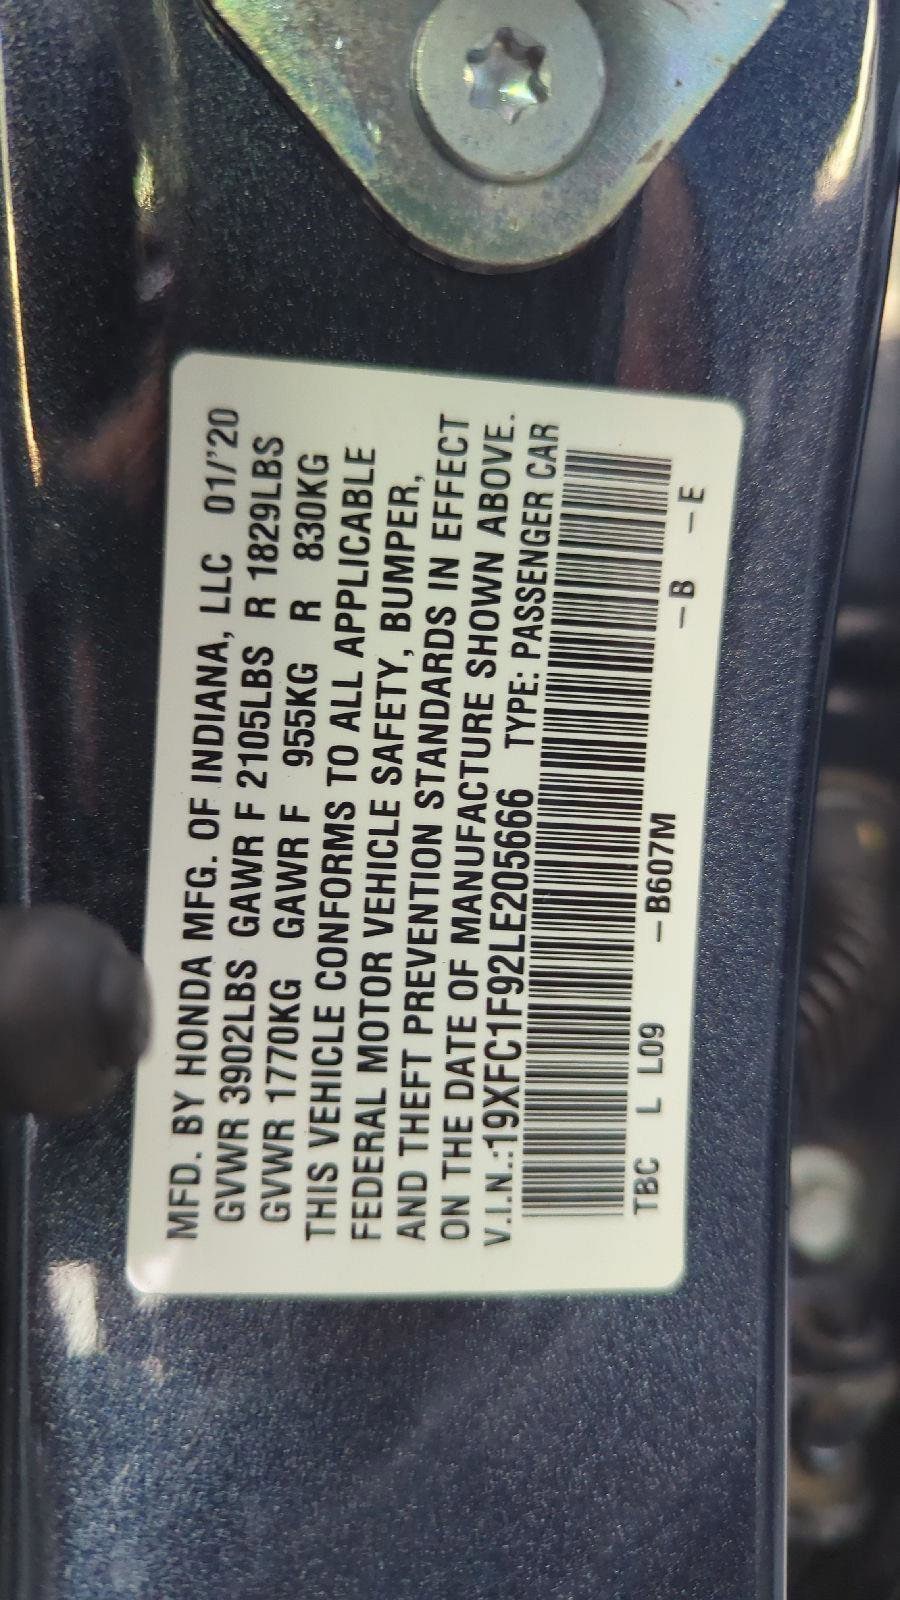 MFD. BY HONDA MFG. OF INDIANA, LLC 01/'20
GVWR 3902LBS GAWR F 2105LBS R 1829LBS
GVWR 1770KG GAWR F 955KG R 830KG
THIS VEHICLE CONFORMS TO ALL APPLICABLE
FEDERAL MOTOR VEHICLE SAFETY, BUMPER,
AND THEFT PREVENTION STANDARDS IN EFFECT
ON THE DATE OF MANUFACTURE SHOWN ABOVE.
V.I.N.:19XFC1F92LE205666 TYPE: PASSENGER CAR
TBC L L09 –B607M –B –E